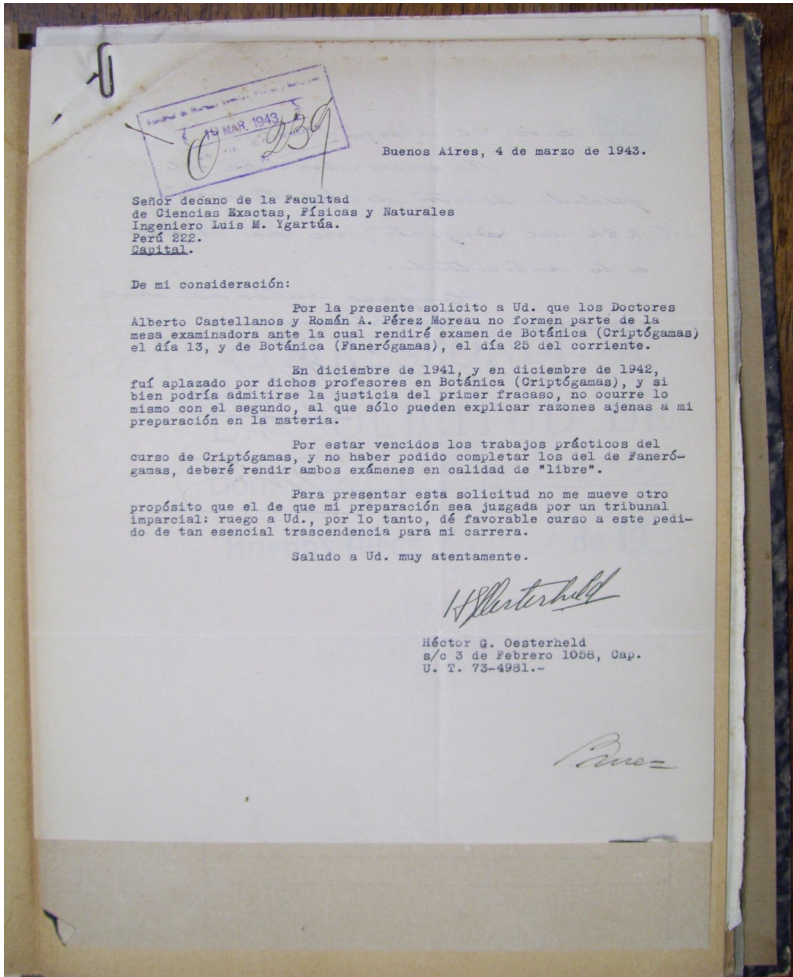 10 MAR. 1943
239
Buenos Aires, 4 de marzo de 1943.
Señor decano de la Facultad
de Ciencias Exactas, Físicas y Naturales
Ingeniero Luis M. Ygartúa.
Perú 222.
Capital.
De mi consideración:
Por la presente solicito a Ud. que los Doctores
Alberto Castellanos y Román A. Pérez Moreau no formen parte de la
mesa examinadora ante la cual rendiré examen de Botánica (Criptógamas)
el día 13, y de Botánica (Fanerógamas), el día 25 del corriente.
En diciembre de 1941, y en diciembre de 1942,
fuí aplazado por dichos profesores en Botánica (Criptógamas), y si
bien podría admitirse la justicia del primer fracaso, no ocurre lo
mismo con el segundo, al que sólo pueden explicar razones ajenas a mi
preparación en la materia.
Por estar vencidos los trabajos prácticos del
curso de Criptógamas, y no haber podido completar los del de Faneró-
gamas, deberé rendir ambos exámenes en calidad de "libre".
Para presentar esta solicitud no me mueve otro
propósito que el de que mi preparación sea juzgada por un tribunal
imparcial: ruego a Ud., por lo tanto, dé favorable curso a este pedi-
do de tan esencial trascendencia para mi carrera.
Saludo a Ud. muy atentamente.
HGOesterheld
Héctor G. Oesterheld
s/c 3 de Febrero 1058, Cap.
U. T. 73-4981.-